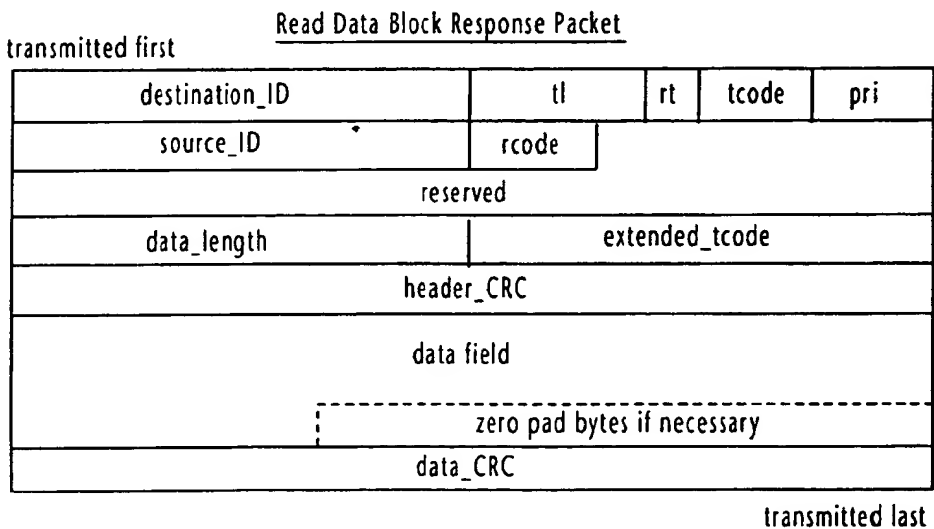 Read Data Block Response Packet
transmitted first
destination_ID tl rt tcode pri
source_ID rcode
reserved
data_length extended_tcode
header_CRC
data field
zero pad bytes if necessary
data_CRC
transmitted last